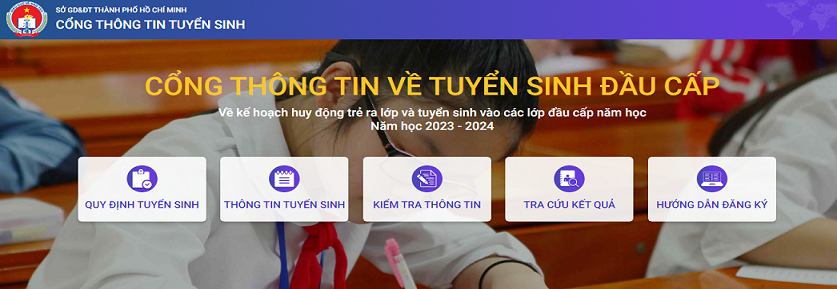 SỞ GD&ĐT THÀNH PHỐ HỒ CHÍ MINH
CỔNG THÔNG TIN TUYỂN SINH
CỔNG THÔNG TIN VỀ TUYỂN SINH ĐẦU CẤP
Về kế hoạch huy động trẻ ra lớp và tuyển sinh vào các lớp đầu cấp năm học
Năm học 2023 - 2024
QUY ĐỊNH TUYỂN SINH
THÔNG TIN TUYỂN SINH
KIỂM TRA THÔNG TIN
TRA CỨU KẾT QUẢ
HƯỚNG DẪN ĐĂNG KÝ